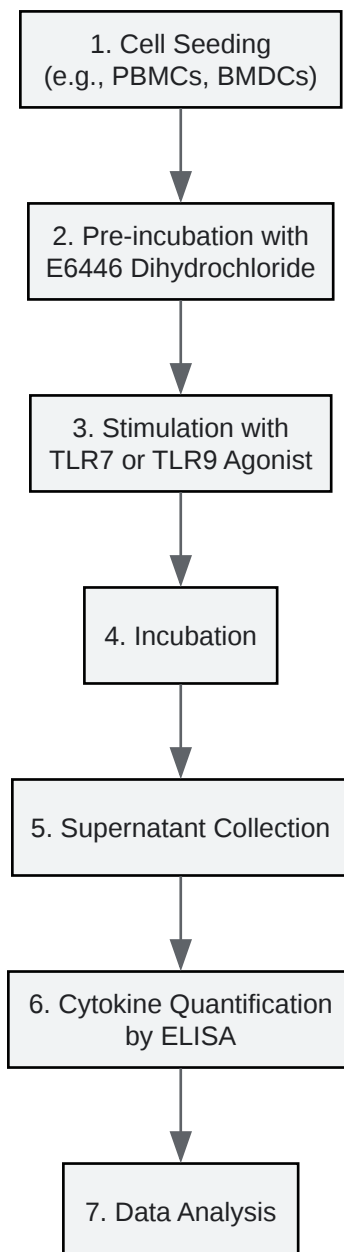 1. Cell Seeding
(e.g., PBMCs, BMDCs)
2. Pre-incubation with
E6446 Dihydrochloride
3. Stimulation with
TLR7 or TLR9 Agonist
4. Incubation
5. Supernatant Collection
6. Cytokine Quantification
by ELISA
7. Data Analysis